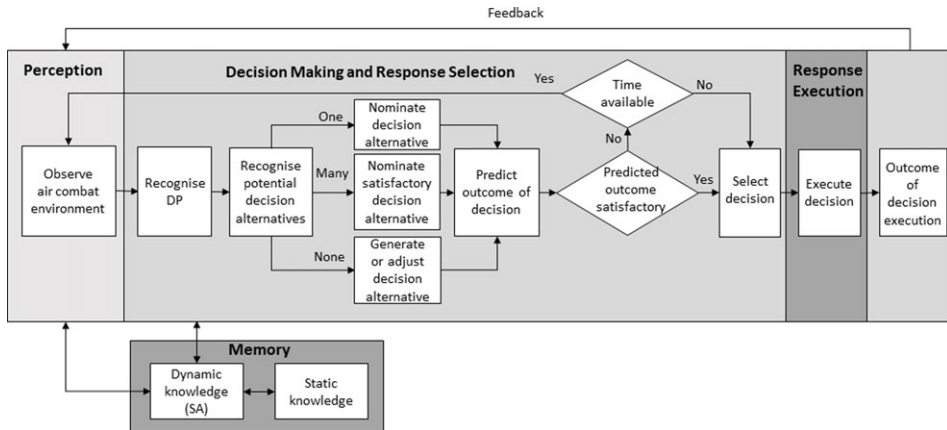 Feedback
Perception
Decision Making and Response Selection
Response
Execution
Yes
Time
available
No
One
Nominate
decision
alternative
No
Observe
air combat
environment
Recognise
DP
Recognise
potential
decision
alternatives
Many
Nominate
satisfactory
decision
alternative
Predict
outcome of
decision
Predicted
outcome
satisfactory
Yes
Select
decision
Execute
decision
Outcome
of
decision
execution
None
Generate
or adjust
decision
alternative
Memory
Dynamic
knowledge
(SA)
Static
knowledge